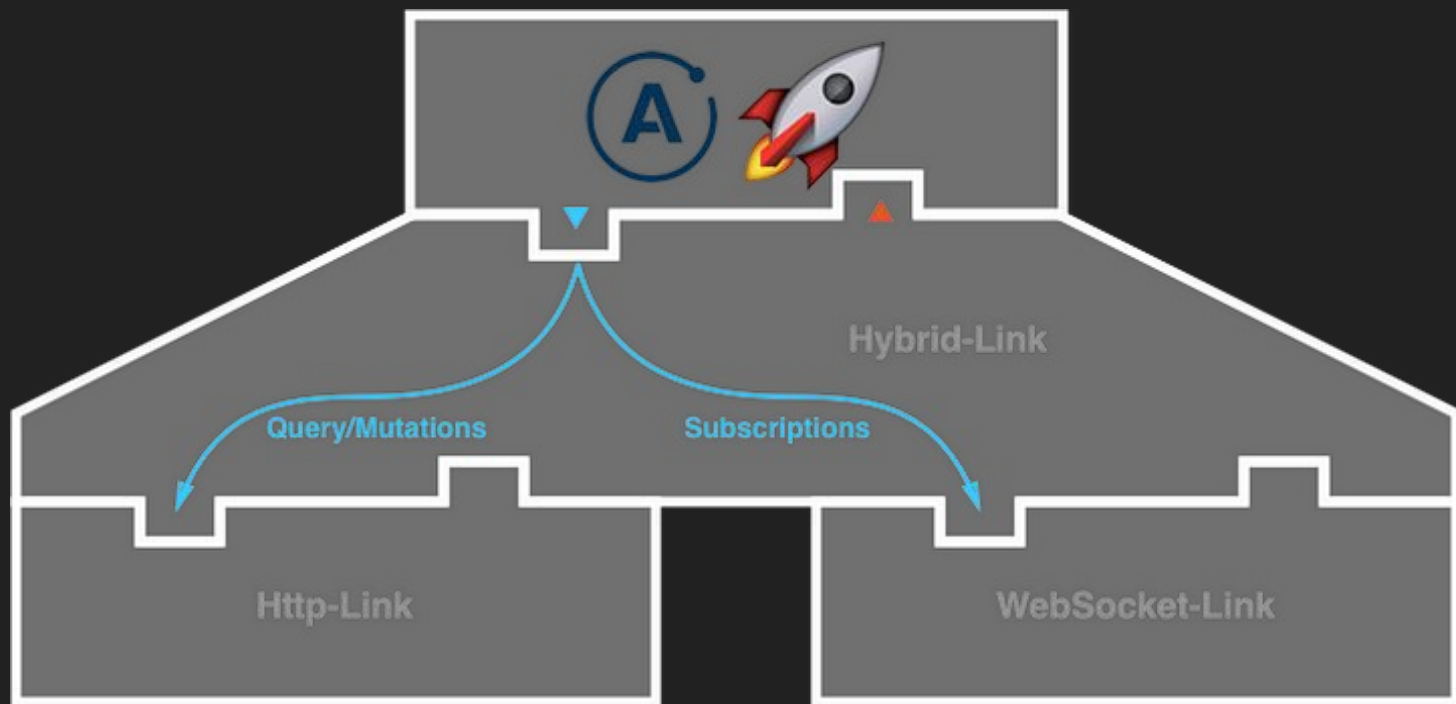 A
Hybrid-Link
Query/Mutations
Subscriptions
Http-Link
WebSocket-Link